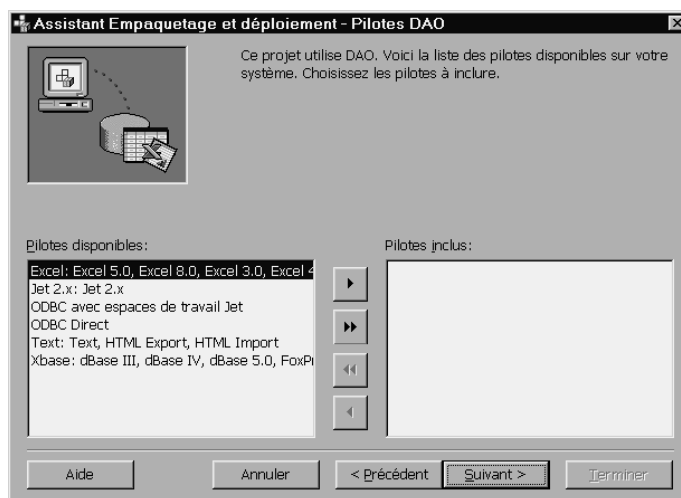 Assistant Empaquetage et déploiement - Pilotes DAO
Ce projet utilise DAO. Voici la liste des pilotes disponibles sur votre
système. Choisissez les pilotes à inclure.
Pilotes disponibles:
Pilotes inclus:
Excel: Excel 5.0, Excel 8.0, Excel 3.0, Excel 4
Jet 2.x: Jet 2.x
ODBC avec espaces de travail Jet
ODBC Direct
Text: Text, HTML Export, HTML Import
Xbase: dBase III, dBase IV, dBase 5.0, FoxPr
Aide
Annuler
< Précédent
Suivant >
Terminer